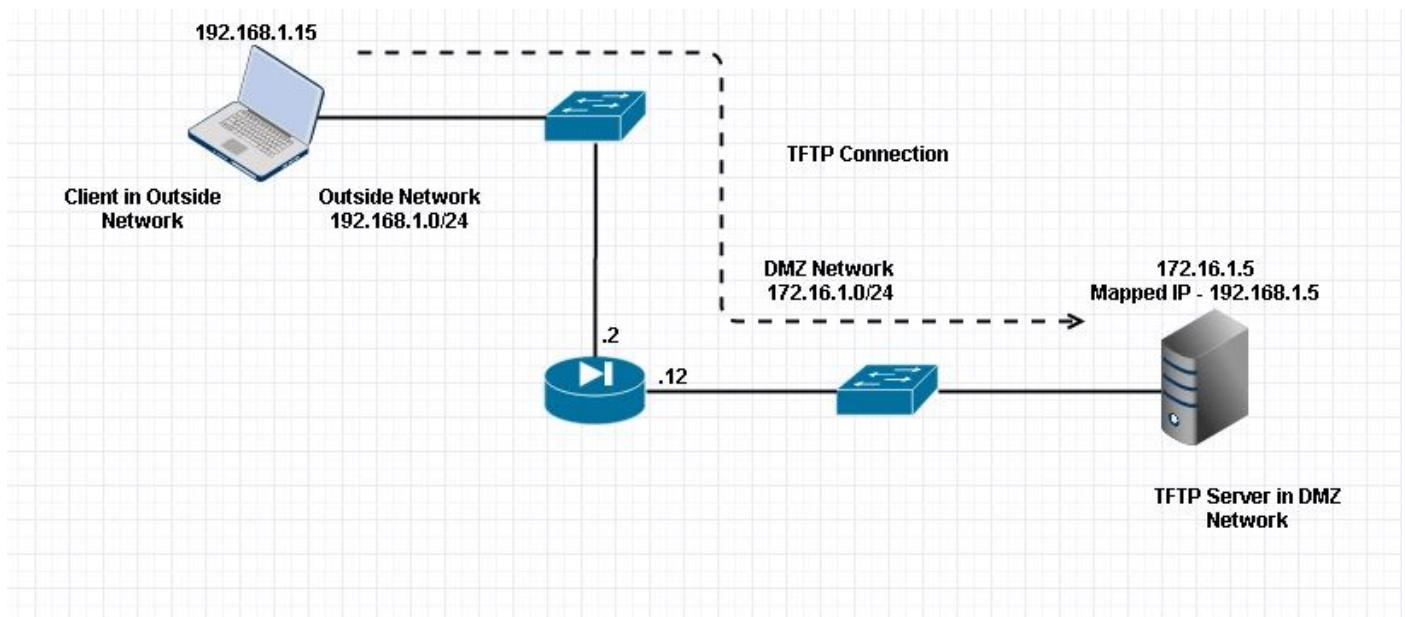 192.168.1.15
Client in Outside
Network
Outside Network
192.168.1.0/24
TFTP Connection
DMZ Network
172.16.1.0/24
172.16.1.5
Mapped IP - 192.168.1.5
.2
.12
TFTP Server in DMZ
Network